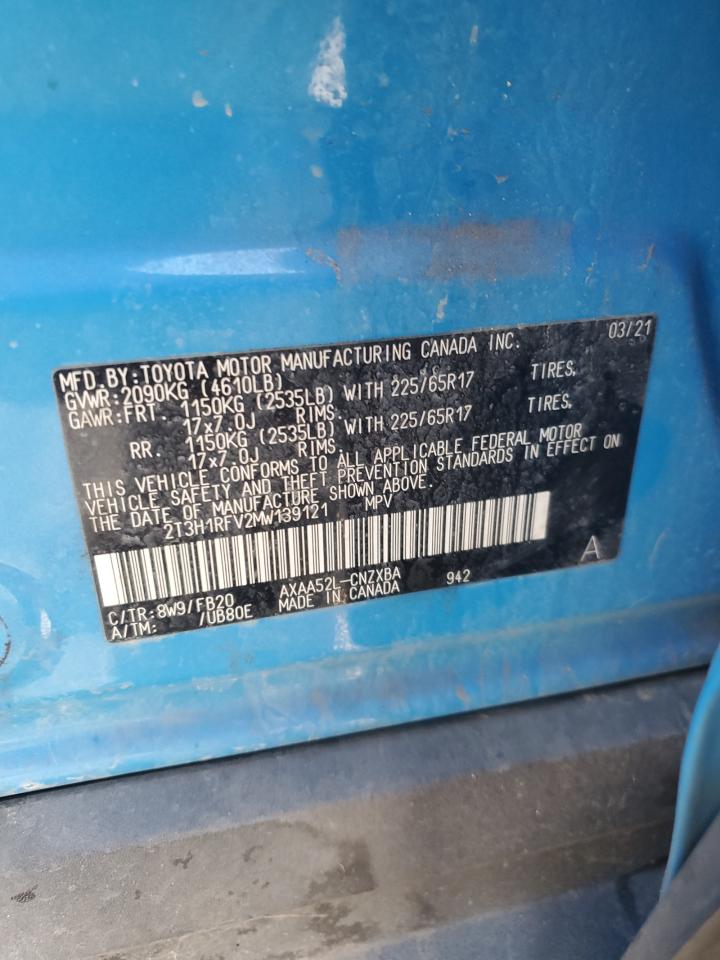 MFD. BY: TOYOTA MOTOR MANUFACTURING CANADA INC. 03/21
GVWR: 2090KG (4610LB)
GAWR: FRT. 1150KG (2535LB) WITH 225/65R17 TIRES,
17x7.0J RIMS.
RR. 1150KG (2535LB) WITH 225/65R17 TIRES,
17x7.0J RIMS.
THIS VEHICLE CONFORMS TO ALL APPLICABLE FEDERAL MOTOR
VEHICLE SAFETY AND THEFT PREVENTION STANDARDS IN EFFECT ON
THE DATE OF MANUFACTURE SHOWN ABOVE.
2T3H1RFV2MW139121 MPV
C/TR: 8W9/FB20 AXAA52L-CNZXBA 942 A
A/TM: /UB80E MADE IN CANADA